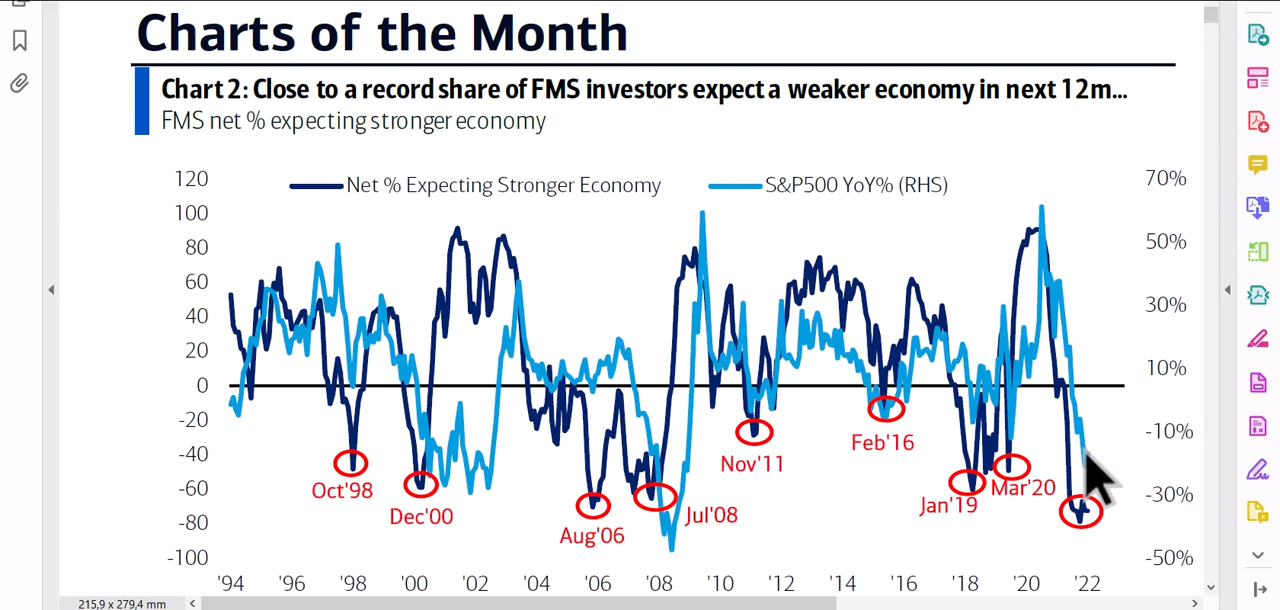 Charts of the Month
Chart 2: Close to a record share of FMS investors expect a weaker economy in next 12m...
FMS net % expecting stronger economy
Net % Expecting Stronger Economy
S&P500 YoY% (RHS)
120
100
80
60
40
20
0
-20
-40
-60
-80
-100
70%
50%
30%
10%
-10%
-30%
-50%
Oct'98
Dec'00
Aug'06
Jul'08
Nov'11
Feb'16
Jan'19
Mar'20
'94 '96 '98 '00 '02 '04 '06 '08 '10 '12 '14 '16 '18 '20 '22
215,9 x 279,4 mm